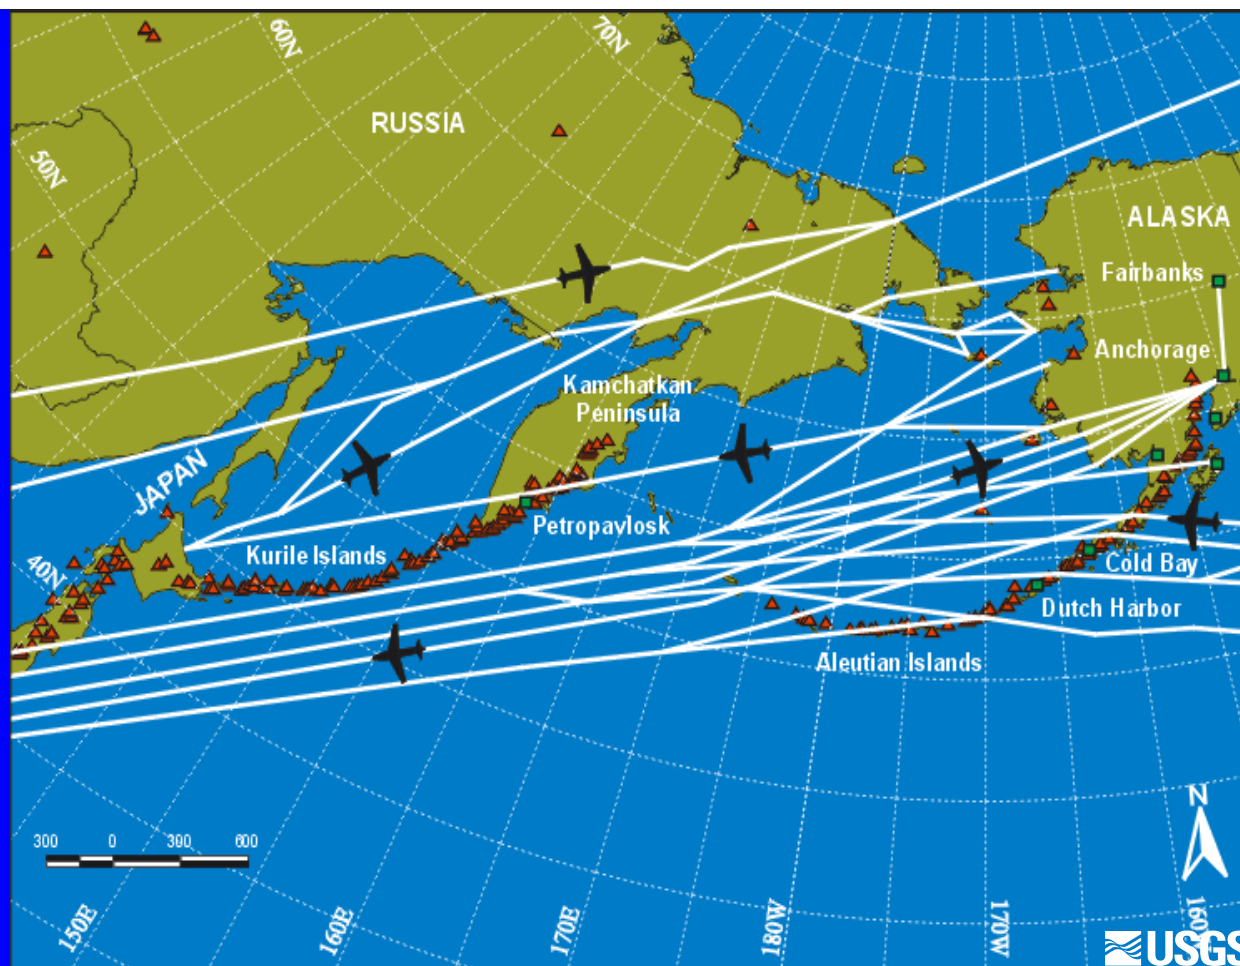 60N
70N
RUSSIA
50N
ALASKA
Fairbanks
Anchorage
Kamchatkan
Peninsula
JAPAN
Petropavlosk
Kurile Islands
40N
Cold Bay
Dutch Harbor
Aleutian Islands
N
300 0 300 600
150E
160E
170E
180W
170W
160
USGS